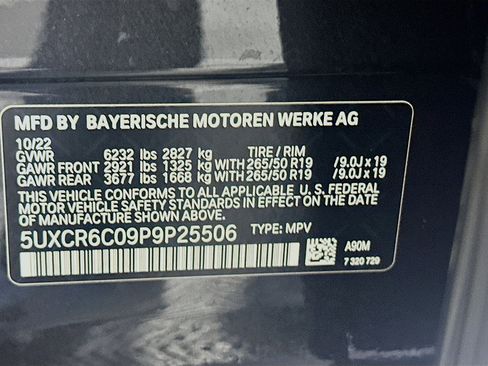 MFD BY BAYERISCHE MOTOREN WERKE AG
10/22
GVWR 6232 lbs 2827 kg TIRE / RIM
GAWR FRONT 2921 lbs 1325 kg WITH 265/50 R19 / 9.0J x 19
GAWR REAR 3677 lbs 1668 kg WITH 265/50 R19 / 9.0J x 19
THIS VEHICLE CONFORMS TO ALL APPLICABLE U.S. FEDERAL
MOTOR VEHICLE SAFETY STANDARDS IN EFFECT ON THE
DATE OF MANUFACTURE SHOWN ABOVE.
5UXCR6C09P9P25506 TYPE: MPV
A90M
7 320 729